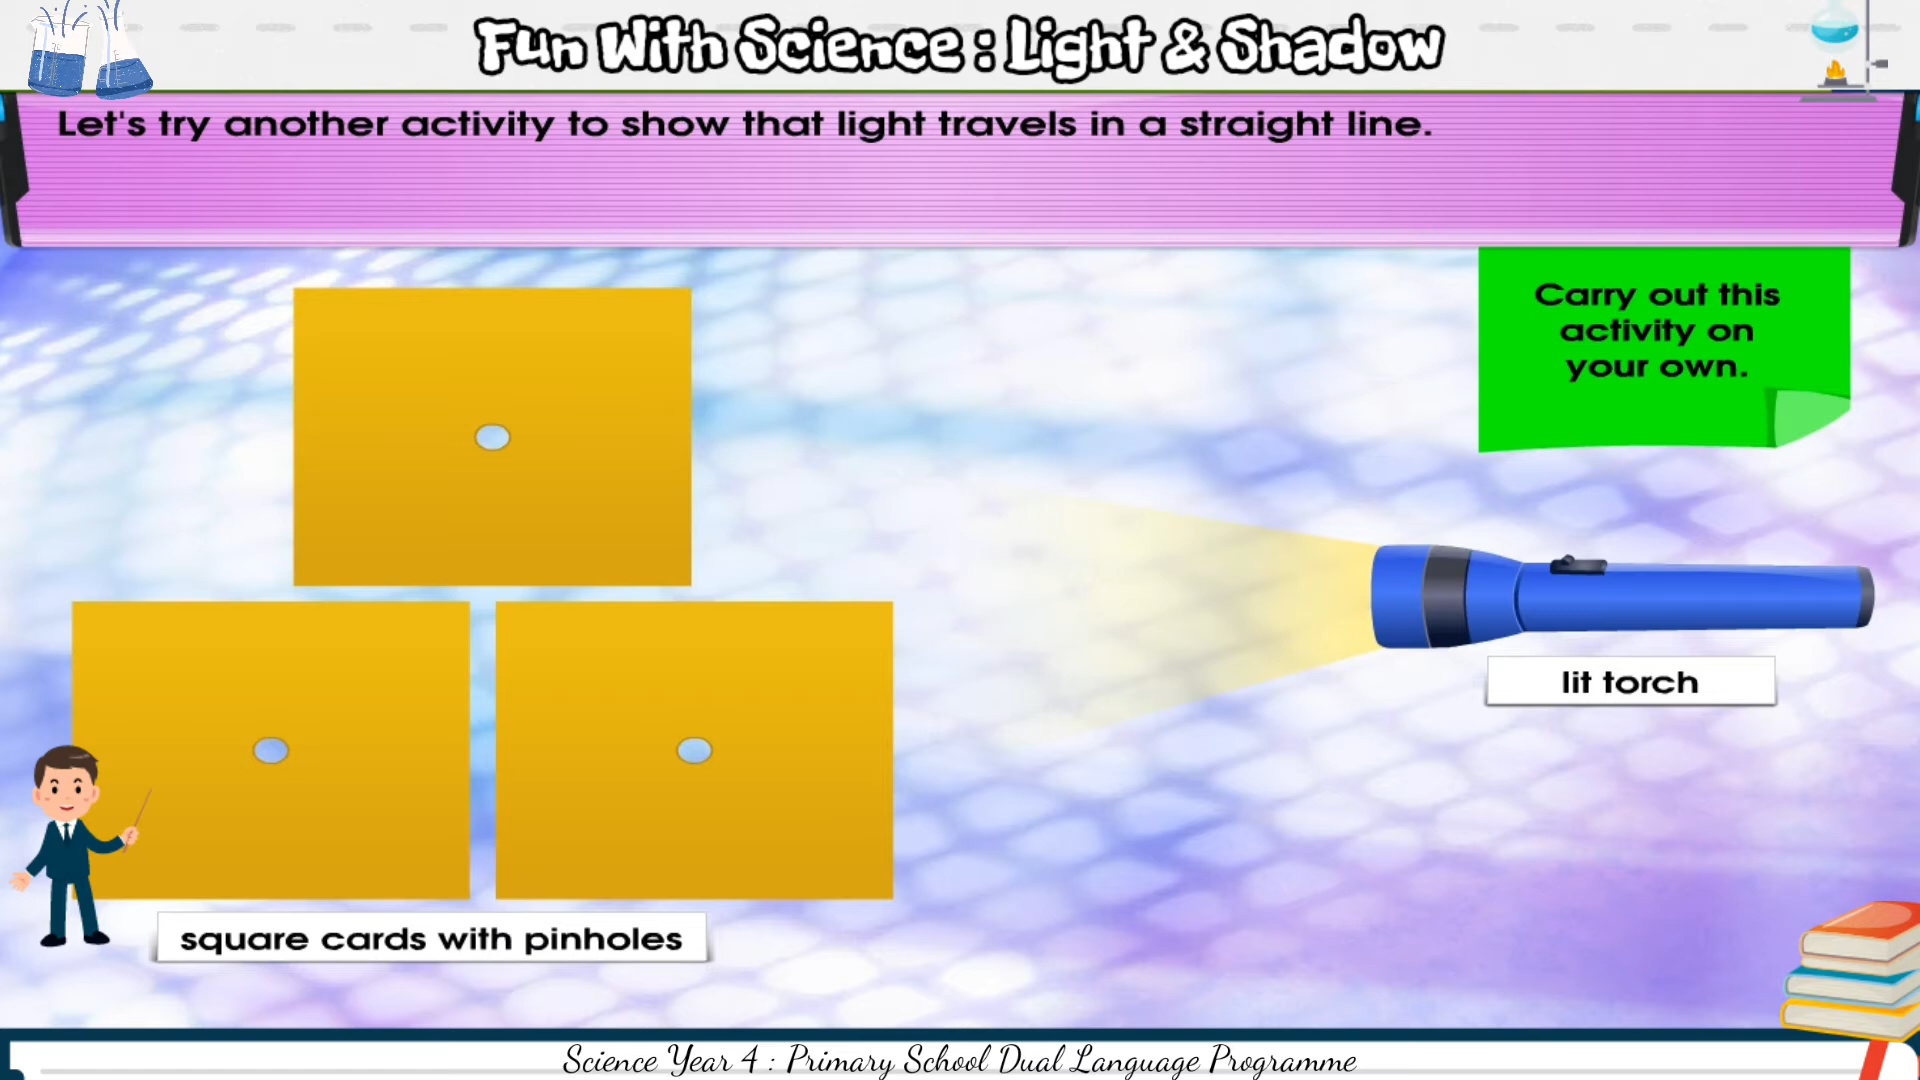 Fun With Science : Light & Shadow
Let's try another activity to show that light travels in a straight line.
Carry out this
activity on
your own.
lit torch
square cards with pinholes
Science Year 4 : Primary School Dual Language Programme